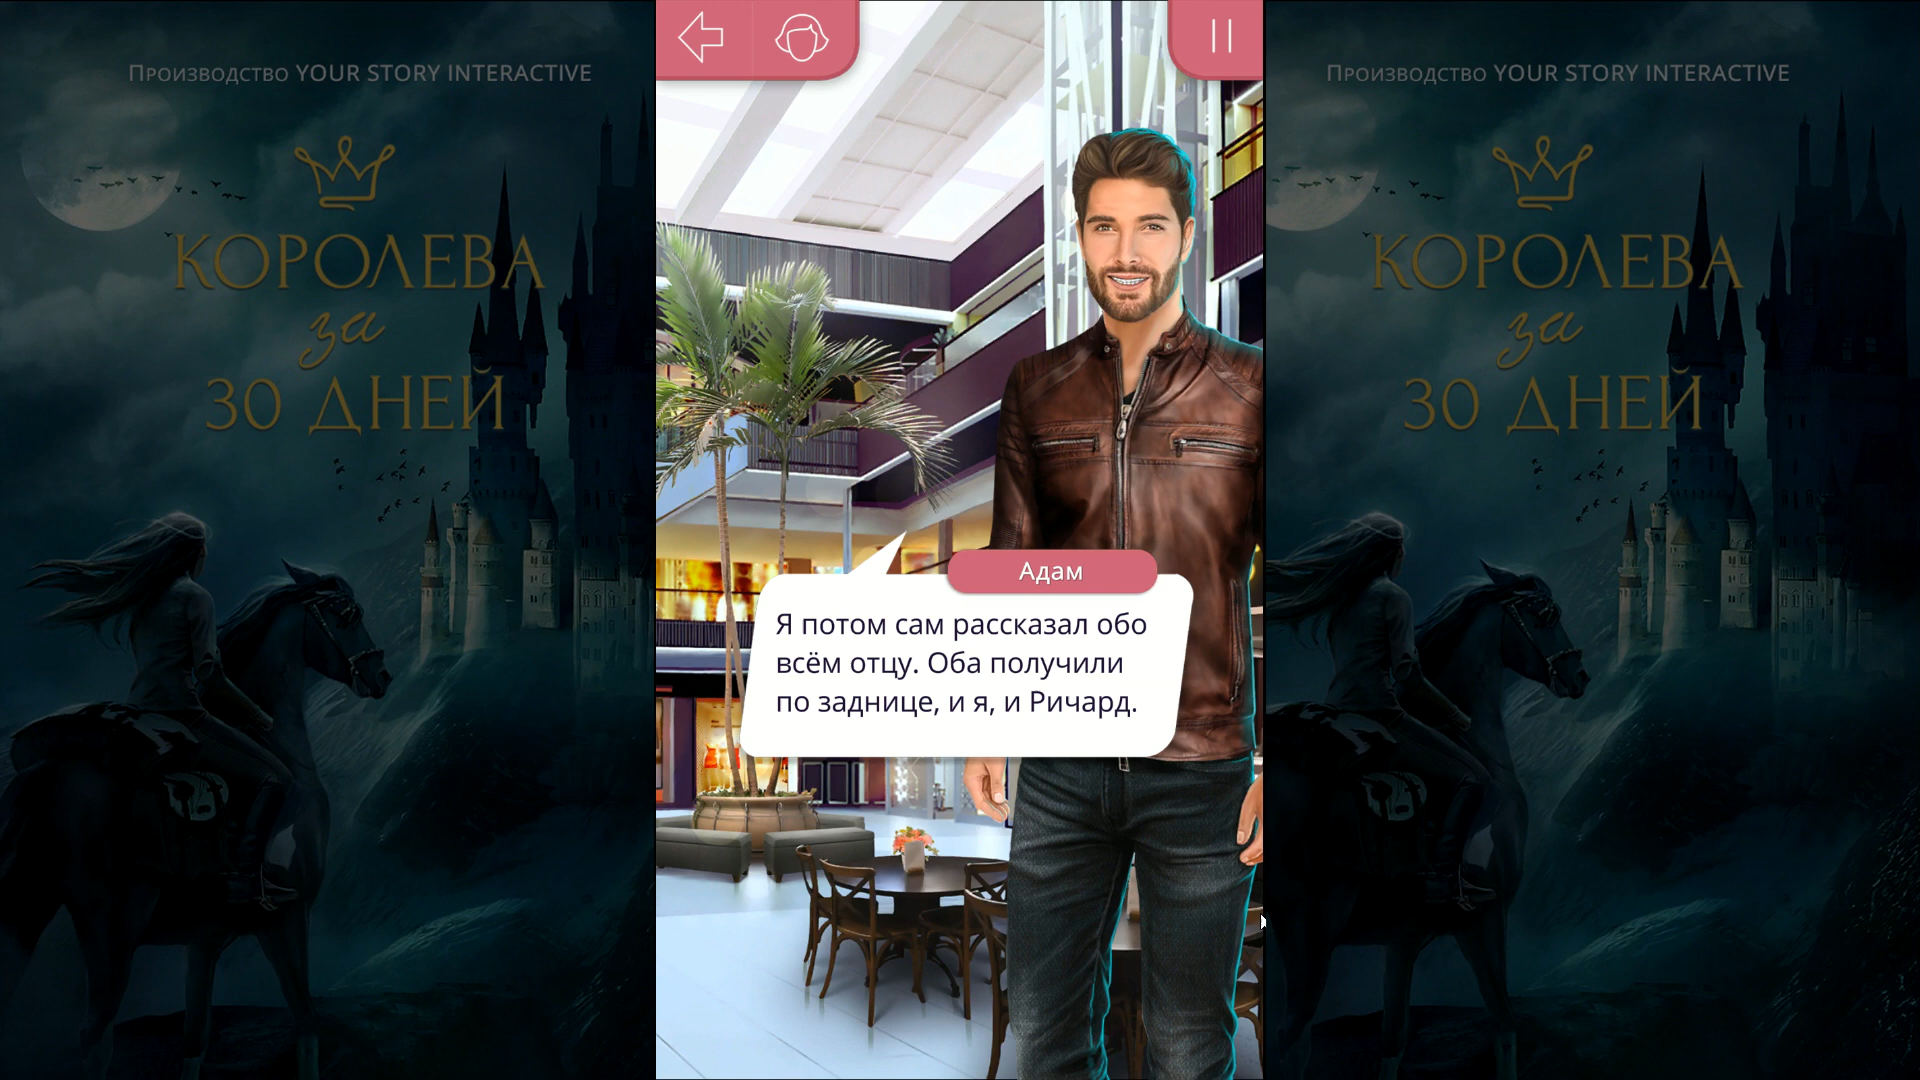 Производство YOUR STORY INTERACTIVE
КОРОЛЕВА
за
30 ДНЕЙ
Адам
Я потом сам рассказал обо
всём отцу. Оба получили
по заднице, и я, и Ричард.
Производство YOUR STORY INTERACTIVE
КОРОЛЕВА
за
30 ДНЕЙ